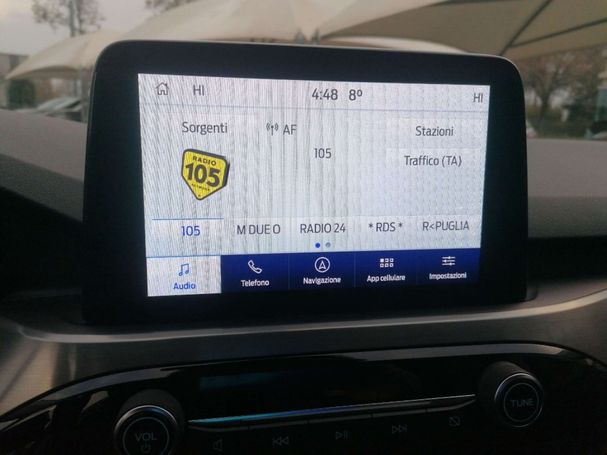 HI
4:48 8°
HI
Sorgenti
AF
105
Stazioni
Traffico (TA)
RADIO
105
105
M DUE O
RADIO 24
* RDS *
R<PUGLIA
Audio
Telefono
Navigazione
App cellulare
Impostazioni
VOL
TUNE